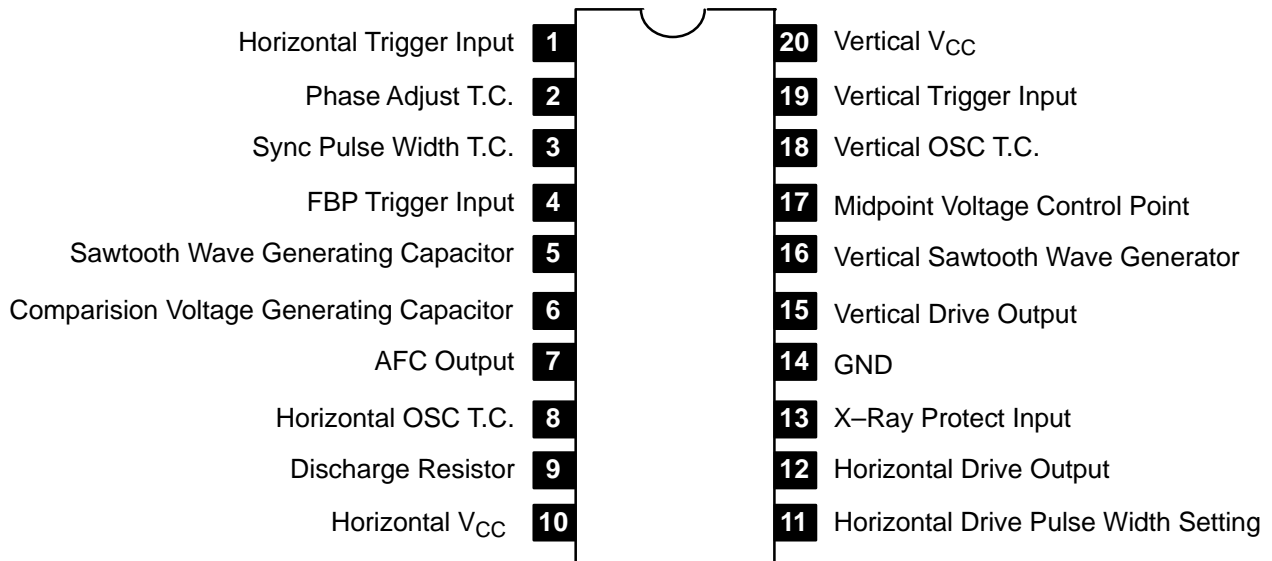 Horizontal Trigger Input 1
Phase Adjust T.C. 2
Sync Pulse Width T.C. 3
FBP Trigger Input 4
Sawtooth Wave Generating Capacitor 5
Comparision Voltage Generating Capacitor 6
AFC Output 7
Horizontal OSC T.C. 8
Discharge Resistor 9
Horizontal VCC 10
20 Vertical VCC
19 Vertical Trigger Input
18 Vertical OSC T.C.
17 Midpoint Voltage Control Point
16 Vertical Sawtooth Wave Generator
15 Vertical Drive Output
14 GND
13 X–Ray Protect Input
12 Horizontal Drive Output
11 Horizontal Drive Pulse Width Setting